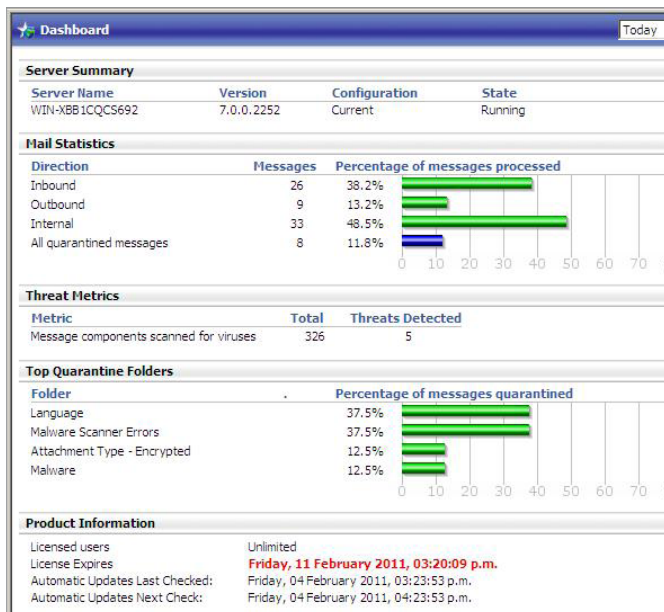 Dashboard Today
Server Summary
Server Name Version Configuration State
WIN-XBB1CQCS692 7.0.0.2252 Current Running
Mail Statistics
Direction Messages Percentage of messages processed
Inbound 26 38.2%
Outbound 9 13.2%
Internal 33 48.5%
All quarantined messages 8 11.8%
0 10 20 30 40 50 60 70
Threat Metrics
Metric Total Threats Detected
Message components scanned for viruses 326 5
Top Quarantine Folders
Folder . Percentage of messages quarantined
Language 37.5%
Malware Scanner Errors 37.5%
Attachment Type - Encrypted 12.5%
Malware 12.5%
0 10 20 30 40 50 60 70
Product Information
Licensed users Unlimited
License Expires Friday, 11 February 2011, 03:20:09 p.m.
Automatic Updates Last Checked: Friday, 04 February 2011, 03:23:53 p.m.
Automatic Updates Next Check: Friday, 04 February 2011, 04:23:53 p.m.